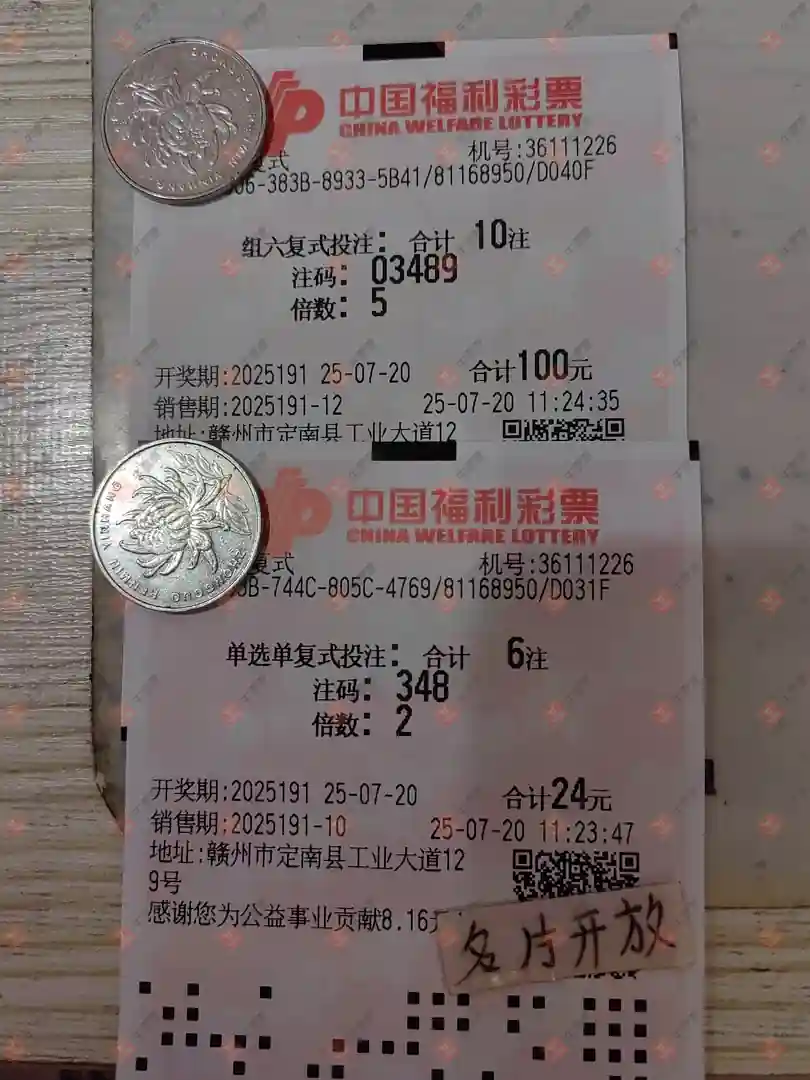 中国福利彩票
CHINA WELFARE LOTTERY
复式 机号:36111226
06-383B-8933-5B41/81168950/D040F
组六复式投注: 合计 10注
注码: 03489
倍数: 5
开奖期:2025191 25-07-20 合计100元
销售期:2025191-12 25-07-20 11:24:35
地址:赣州市定南县工业大道12
中国福利彩票
CHINA WELFARE LOTTERY
复式 机号:36111226
3B-744C-805C-4769/81168950/D031F
单选单复式投注: 合计 6注
注码: 348
倍数: 2
开奖期:2025191 25-07-20 合计24元
销售期:2025191-10 25-07-20 11:23:47
地址:赣州市定南县工业大道12
9号
感谢您为公益事业贡献8.16元
名片开放